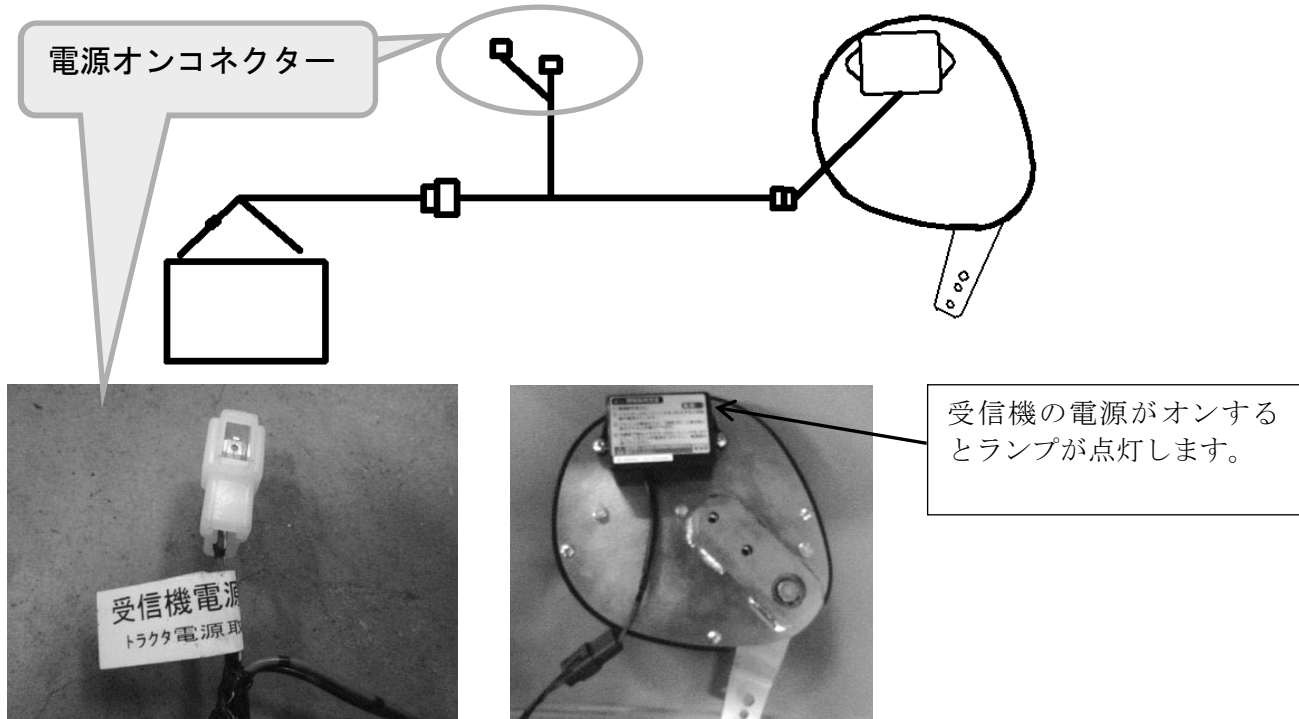 電源オンコネクター
受信機電源
トラクタ電源取
受信機の電源がオンする
とランプが点灯します。